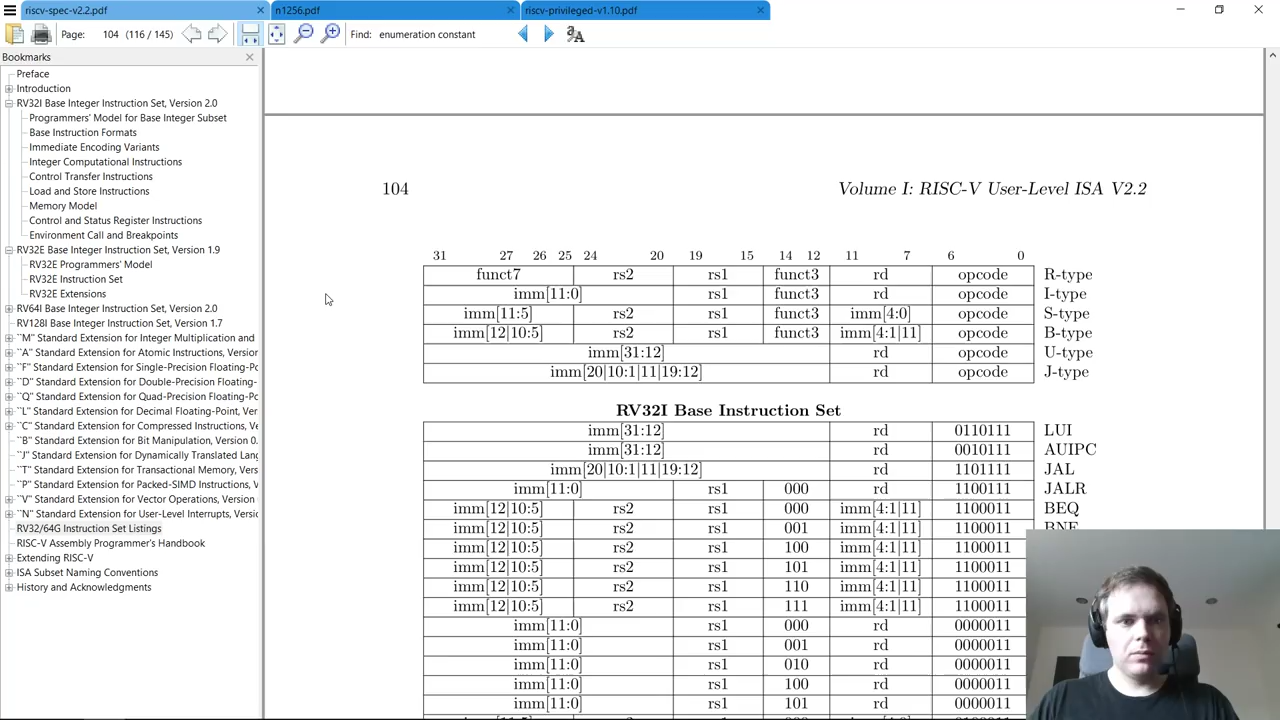 riscv-spec-v2.2.pdf
n1256.pdf
riscv-privileged-v1.10.pdf
Page: 104 (116 / 145)
Find: enumeration constant
Bookmarks
Preface
Introduction
RV32I Base Integer Instruction Set, Version 2.0
Programmers' Model for Base Integer Subset
Base Instruction Formats
Immediate Encoding Variants
Integer Computational Instructions
Control Transfer Instructions
Load and Store Instructions
Memory Model
Control and Status Register Instructions
Environment Call and Breakpoints
RV32E Base Integer Instruction Set, Version 1.9
RV32E Programmers' Model
RV32E Instruction Set
RV32E Extensions
RV64I Base Integer Instruction Set, Version 2.0
RV128I Base Integer Instruction Set, Version 1.7
``M'' Standard Extension for Integer Multiplication and
``A'' Standard Extension for Atomic Instructions, Version
``F'' Standard Extension for Single-Precision Floating-Po
``D'' Standard Extension for Double-Precision Floating-
``Q'' Standard Extension for Quad-Precision Floating-Po
``L'' Standard Extension for Decimal Floating-Point, Ver
``C'' Standard Extension for Compressed Instructions, Ve
``B'' Standard Extension for Bit Manipulation, Version 0.
``J'' Standard Extension for Dynamically Translated Lang
``T'' Standard Extension for Transactional Memory, Vers
``P'' Standard Extension for Packed-SIMD Instructions, V
``V'' Standard Extension for Vector Operations, Version
``N'' Standard Extension for User-Level Interrupts, Versio
RV32/64G Instruction Set Listings
RISC-V Assembly Programmer's Handbook
Extending RISC-V
ISA Subset Naming Conventions
History and Acknowledgments
104 Volume I: RISC-V User-Level ISA V2.2
31 27 26 25 24 20 19 15 14 12 11 7 6 0
funct7 rs2 rs1 funct3 rd opcode R-type
imm[11:0] rs1 funct3 rd opcode I-type
imm[11:5] rs2 rs1 funct3 imm[4:0] opcode S-type
imm[12|10:5] rs2 rs1 funct3 imm[4:1|11] opcode B-type
imm[31:12] rd opcode U-type
imm[20|10:1|11|19:12] rd opcode J-type
RV32I Base Instruction Set
imm[31:12] rd 0110111 LUI
imm[31:12] rd 0010111 AUIPC
imm[20|10:1|11|19:12] rd 1101111 JAL
imm[11:0] rs1 000 rd 1100111 JALR
imm[12|10:5] rs2 rs1 000 imm[4:1|11] 1100011 BEQ
imm[12|10:5] rs2 rs1 001 imm[4:1|11] 1100011 BNE
imm[12|10:5] rs2 rs1 100 imm[4:1|11] 1100011
imm[12|10:5] rs2 rs1 101 imm[4:1|11] 1100011
imm[12|10:5] rs2 rs1 110 imm[4:1|11] 1100011
imm[12|10:5] rs2 rs1 111 imm[4:1|11] 1100011
imm[11:0] rs1 000 rd 0000011
imm[11:0] rs1 001 rd 0000011
imm[11:0] rs1 010 rd 0000011
imm[11:0] rs1 100 rd 0000011
imm[11:0] rs1 101 rd 0000011